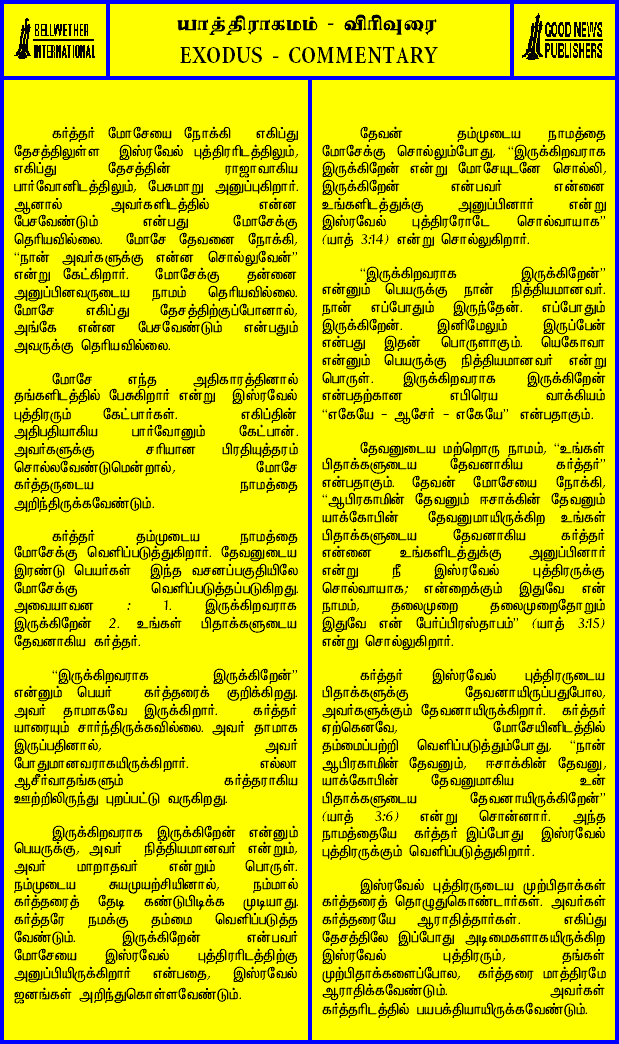 BELLWETHER
INTERNATIONAL
யாத்திராகமம் - விரிவுரை
EXODUS - COMMENTARY
GOOD NEWS
PUBLISHERS
கர்த்தர் மோசேயை நோக்கி எகிப்து
தேசத்திலுள்ள இஸ்ரவேல் புத்திரரிடத்திலும்,
எகிப்து தேசத்தின் ராஜாவாகிய
பார்வோனிடத்திலும், பேசுமாறு அனுப்புகிறார்.
ஆனால் அவர்களிடத்தில் என்ன
பேசவேண்டும் என்பது மோசேக்கு
தெரியவில்லை. மோசே தேவனை நோக்கி,
“நான் அவர்களுக்கு என்ன சொல்லுவேன்”
என்று கேட்கிறார். மோசேக்கு தன்னை
அனுப்பினவருடைய நாமம் தெரியவில்லை.
மோசே எகிப்து தேசத்திற்குப்போனால்,
அங்கே என்ன பேசவேண்டும் என்பதும்
அவருக்கு தெரியவில்லை.
மோசே எந்த அதிகாரத்தினால்
தங்களிடத்தில் பேசுகிறார் என்று இஸ்ரவேல்
புத்திரரும் கேட்பார்கள். எகிப்தின்
அதிபதியாகிய பார்வோனும் கேட்பான்.
அவர்களுக்கு சரியான பிரதியுத்தரம்
சொல்லவேண்டுமென்றால், மோசே
கர்த்தருடைய நாமத்தை
அறிந்திருக்கவேண்டும்.
கர்த்தர் தம்முடைய நாமத்தை
மோசேக்கு வெளிப்படுத்துகிறார். தேவனுடைய
இரண்டு பெயர்கள் இந்த வசனப்பகுதியிலே
மோசேக்கு வெளிப்படுத்தப்படுகிறது.
அவையாவன : 1. இருக்கிறவராக
இருக்கிறேன் 2. உங்கள் பிதாக்களுடைய
தேவனாகிய கர்த்தர்.
“இருக்கிறவராக இருக்கிறேன்”
என்னும் பெயர் கர்த்தரைக் குறிக்கிறது.
அவர் தாமாகவே இருக்கிறார். கர்த்தர்
யாரையும் சார்ந்திருக்கவில்லை. அவர் தாமாக
இருப்பதினால், அவர்
போதுமானவராகயிருக்கிறார். எல்லா
ஆசீர்வாதங்களும் கர்த்தராகிய
ஊற்றிலிருந்து புறப்பட்டு வருகிறது.
இருக்கிறவராக இருக்கிறேன் என்னும்
பெயருக்கு, அவர் நித்தியமானவர் என்றும்,
அவர் மாறாதவர் என்றும் பொருள்.
நம்முடைய சுயமுயற்சியினால், நம்மால்
கர்த்தரைத் தேடி கண்டுபிடிக்க முடியாது.
கர்த்தரே நமக்கு தம்மை வெளிப்படுத்த
வேண்டும். இருக்கிறேன் என்பவர்
மோசேயை இஸ்ரவேல் புத்திரரிடத்திற்கு
அனுப்பியிருக்கிறார் என்பதை, இஸ்ரவேல்
ஜனங்கள் அறிந்துகொள்ளவேண்டும்.
தேவன் தம்முடைய நாமத்தை
மோசேக்கு சொல்லும்போது, “இருக்கிறவராக
இருக்கிறேன் என்று மோசேயுடனே சொல்லி,
இருக்கிறேன் என்பவர் என்னை
உங்களிடத்துக்கு அனுப்பினார் என்று
இஸ்ரவேல் புத்திரரோடே சொல்வாயாக”
(யாத் 3:14) என்று சொல்லுகிறார்.
“இருக்கிறவராக இருக்கிறேன்”
என்னும் பெயருக்கு நான் நித்தியமானவர்.
நான் எப்போதும் இருந்தேன். எப்போதும்
இருக்கிறேன். இனிமேலும் இருப்பேன்
என்பது இதன் பொருளாகும். யெகோவா
என்னும் பெயருக்கு நித்தியமானவர் என்று
பொருள். இருக்கிறவராக இருக்கிறேன்
என்பதற்கான எபிரெய வாக்கியம்
“எகேயே - ஆசேர் - எகேயே” என்பதாகும்.
தேவனுடைய மற்றொரு நாமம், “உங்கள்
பிதாக்களுடைய தேவனாகிய கர்த்தர்”
என்பதாகும். தேவன் மோசேயை நோக்கி,
“ஆபிரகாமின் தேவனும் ஈசாக்கின் தேவனும்
யாக்கோபின் தேவனுமாயிருக்கிற உங்கள்
பிதாக்களுடைய தேவனாகிய கர்த்தர்
என்னை உங்களிடத்துக்கு அனுப்பினார்
என்று நீ இஸ்ரவேல் புத்திரருக்கு
சொல்வாயாக; என்றைக்கும் இதுவே என்
நாமம், தலைமுறை தலைமுறைதோறும்
இதுவே என் பேர்ப்பிரஸ்தாபம்” (யாத் 3:15)
என்று சொல்லுகிறார்.
கர்த்தர் இஸ்ரவேல் புத்திரருடைய
பிதாக்களுக்கு தேவனாயிருப்பதுபோல,
அவர்களுக்கும் தேவனாயிருக்கிறார். கர்த்தர்
ஏற்கெனவே, மோசேயினிடத்தில்
தம்மைப்பற்றி வெளிப்படுத்தும்போது, “நான்
ஆபிரகாமின் தேவனும், ஈசாக்கின் தேவனு,
யாக்கோபின் தேவனுமாகிய உன்
பிதாக்களுடைய தேவனாயிருக்கிறேன்”
(யாத் 3:6) என்று சொன்னார். அந்த
நாமத்தையே கர்த்தர் இப்போது இஸ்ரவேல்
புத்திரருக்கும் வெளிப்படுத்துகிறார்.
இஸ்ரவேல் புத்திரருடைய முற்பிதாக்கள்
கர்த்தரைத் தொழுதுகொண்டார்கள். அவர்கள்
கர்த்தரையே ஆராதித்தார்கள். எகிப்து
தேசத்திலே இப்போது அடிமைகளாகயிருக்கிற
இஸ்ரவேல் புத்திரரும், தங்கள்
முற்பிதாக்களைப்போல, கர்த்தரை மாத்திரமே
ஆராதிக்கவேண்டும். அவர்கள்
கர்த்தரிடத்தில் பயபக்தியாயிருக்கவேண்டும்.